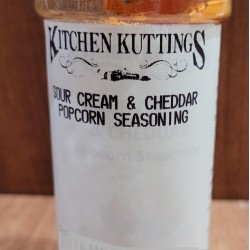 KITCHEN KUTTINGS
SOUR CREAM & CHEDDAR
POPCORN SEASONING